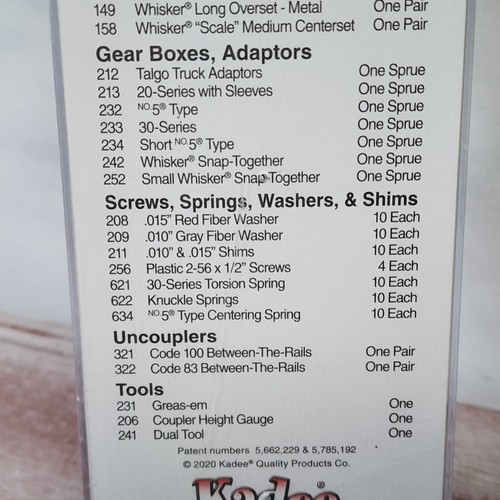 149 Whisker® Long Overset - Metal One Pair
158 Whisker® "Scale" Medium Centerset One Pair
Gear Boxes, Adaptors
212 Talgo Truck Adaptors One Sprue
213 20-Series with Sleeves One Sprue
232 NO.5® Type One Sprue
233 30-Series One Sprue
234 Short NO.5® Type One Sprue
242 Whisker® Snap-Together One Sprue
252 Small Whisker® Snap-Together One Sprue
Screws, Springs, Washers, & Shims
208 .015" Red Fiber Washer 10 Each
209 .010" Gray Fiber Washer 10 Each
211 .010" & .015" Shims 10 Each
256 Plastic 2-56 x 1/2" Screws 4 Each
621 30-Series Torsion Spring 10 Each
622 Knuckle Springs 10 Each
634 NO.5® Type Centering Spring 10 Each
Uncouplers
321 Code 100 Between-The-Rails One Pair
322 Code 83 Between-The-Rails One Pair
Tools
231 Greas-em One
206 Coupler Height Gauge One
241 Dual Tool One
Patent numbers 5,662,229 & 5,785,192
© 2020 Kadee® Quality Products Co.
Kadee®